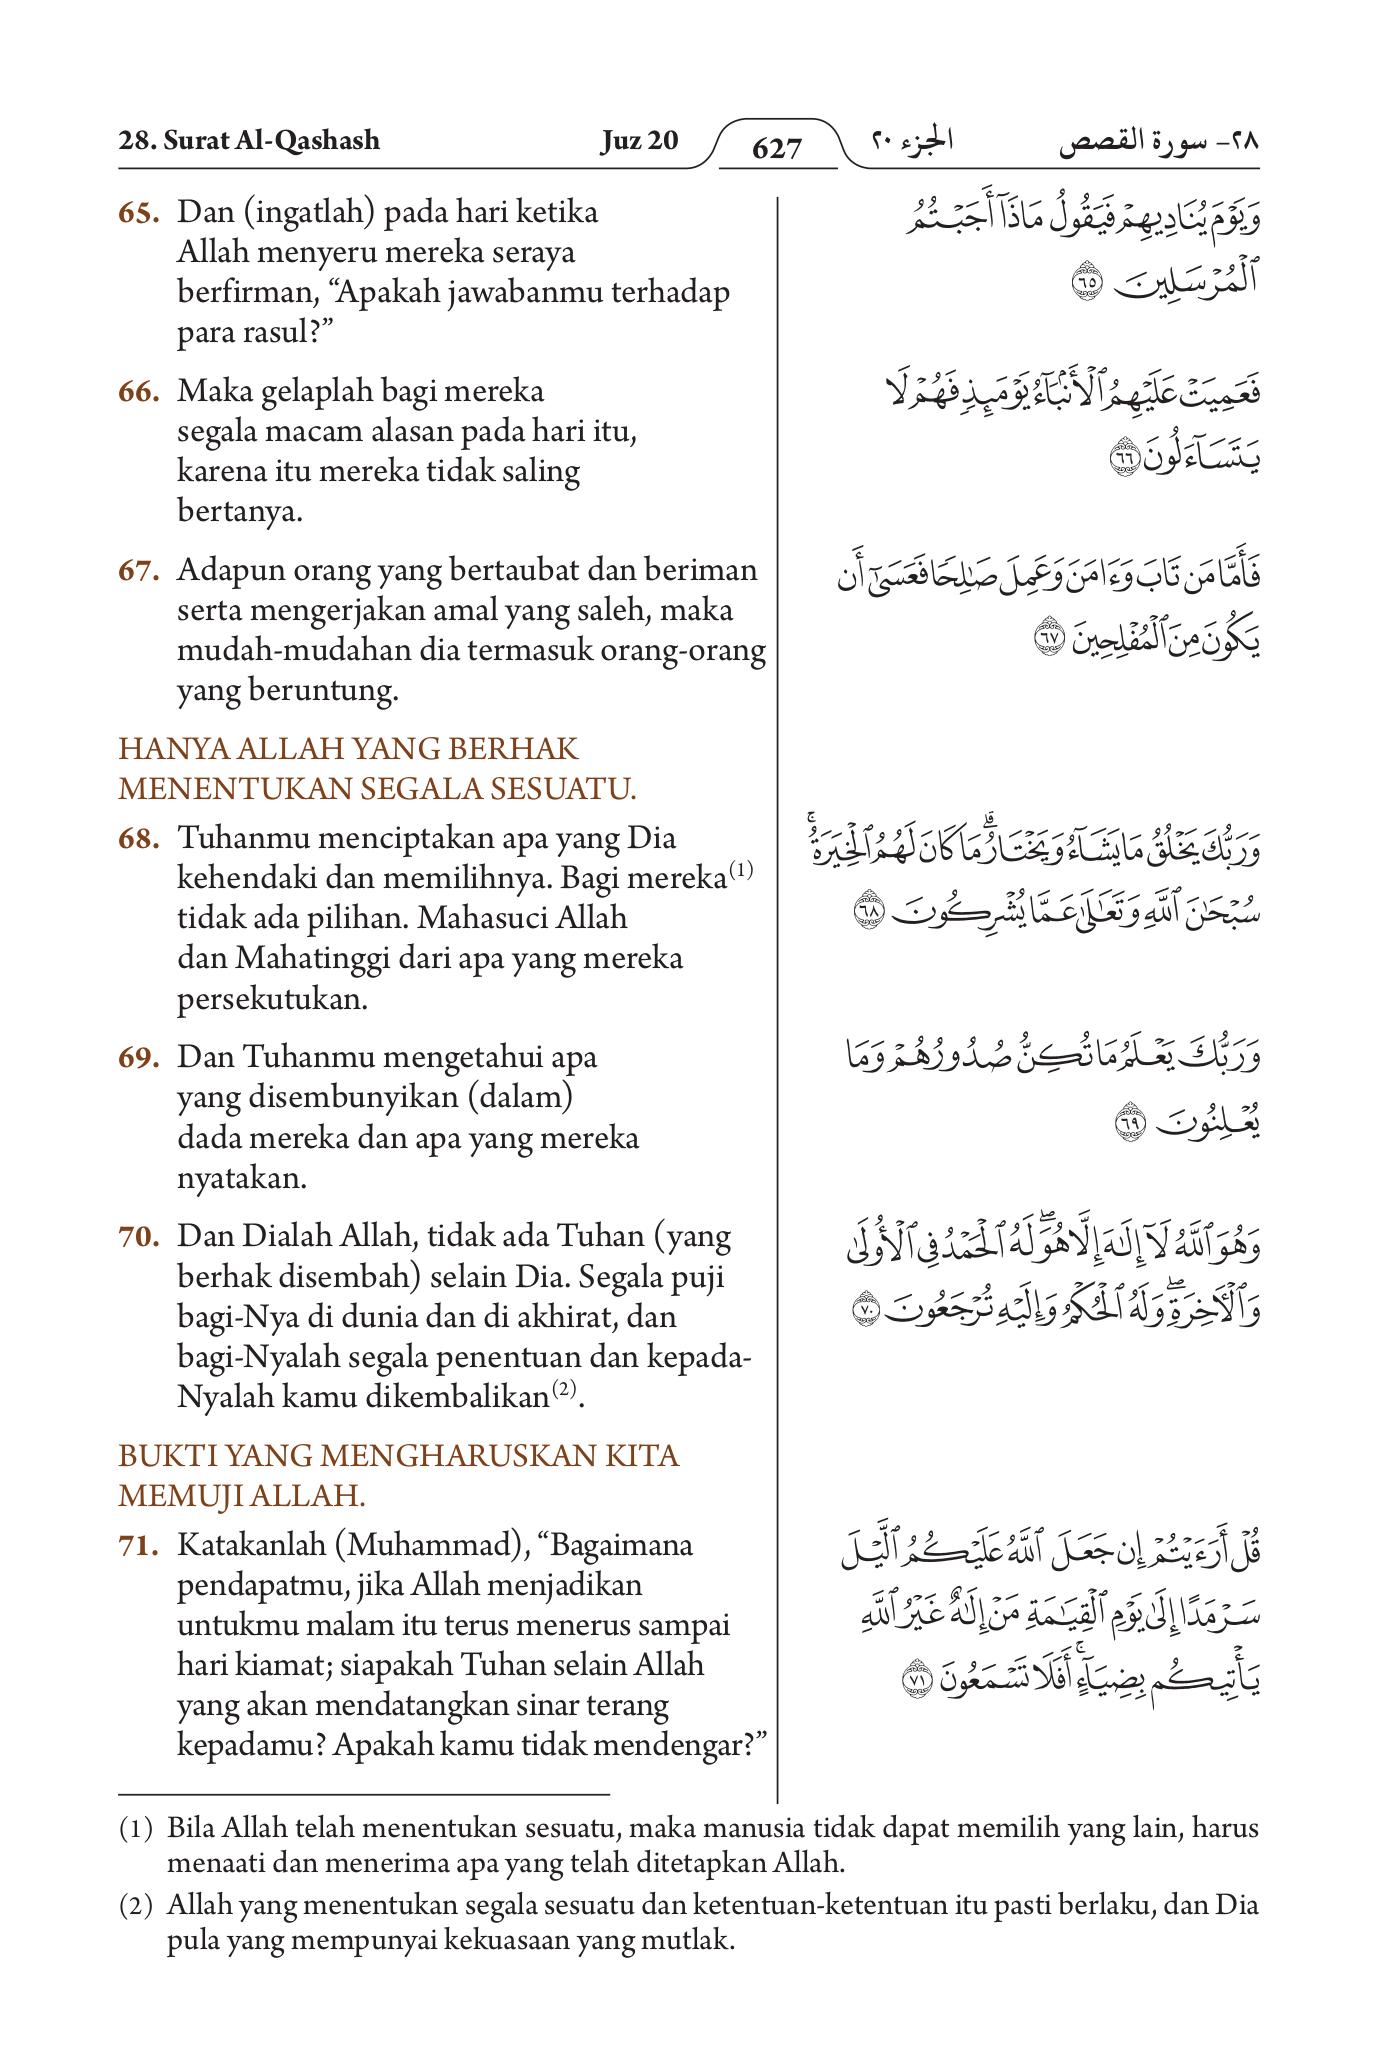 28. Surat Al-Qashash
Juz 20
627
الجزء ٢٠
٢٨- سورة القصص
65. Dan (ingatlah) pada hari ketika
Allah menyeru mereka seraya
berfirman, “Apakah jawabanmu terhadap
para rasul?”
وَيَوْمَ يُنَادِيهِمْ فَيَقُولُ مَاذَآ أَجَبْتُمُ
ٱلْمُرْسَلِينَ ٦٥
66. Maka gelaplah bagi mereka
segala macam alasan pada hari itu,
karena itu mereka tidak saling
bertanya.
فَعَمِيَتْ عَلَيْهِمُ ٱلْأَنۢبَآءُ يَوْمَئِذٍ فَهُمْ لَا
يَتَسَآءَلُونَ ٦٦
67. Adapun orang yang bertaubat dan beriman
serta mengerjakan amal yang saleh, maka
mudah-mudahan dia termasuk orang-orang
yang beruntung.
فَأَمَّا مَن تَابَ وَءَامَنَ وَعَمِلَ صَٰلِحًا فَعَسَىٰٓ أَن
يَكُونَ مِنَ ٱلْمُفْلِحِينَ ٦٧
HANYA ALLAH YANG BERHAK
MENENTUKAN SEGALA SESUATU.
68. Tuhanmu menciptakan apa yang Dia
kehendaki dan memilihnya. Bagi mereka(1)
tidak ada pilihan. Mahasuci Allah
dan Mahatinggi dari apa yang mereka
persekutukan.
وَرَبُّكَ يَخْلُقُ مَا يَشَآءُ وَيَخْتَارُ ۗ مَا كَانَ لَهُمُ ٱلْخِيَرَةُ ۚ
سُبْحَٰنَ ٱللَّهِ وَتَعَٰلَىٰ عَمَّا يُشْرِكُونَ ٦٨
69. Dan Tuhanmu mengetahui apa
yang disembunyikan (dalam)
dada mereka dan apa yang mereka
nyatakan.
وَرَبُّكَ يَعْلَمُ مَا تُكِنُّ صُدُورُهُمْ وَمَا
يُعْلِنُونَ ٦٩
70. Dan Dialah Allah, tidak ada Tuhan (yang
berhak disembah) selain Dia. Segala puji
bagi-Nya di dunia dan di akhirat, dan
bagi-Nyalah segala penentuan dan kepada-
Nyalah kamu dikembalikan(2).
وَهُوَ ٱللَّهُ لَآ إِلَٰهَ إِلَّا هُوَ ۖ لَهُ ٱلْحَمْدُ فِى ٱلْأُولَىٰ
وَٱلْءَاخِرَةِ ۖ وَلَهُ ٱلْحُكْمُ وَإِلَيْهِ تُرْجَعُونَ ٧٠
BUKTI YANG MENGHARUSKAN KITA
MEMUJI ALLAH.
71. Katakanlah (Muhammad), “Bagaimana
pendapatmu, jika Allah menjadikan
untukmu malam itu terus menerus sampai
hari kiamat; siapakah Tuhan selain Allah
yang akan mendatangkan sinar terang
kepadamu? Apakah kamu tidak mendengar?”
قُلْ أَرَءَيْتُمْ إِن جَعَلَ ٱللَّهُ عَلَيْكُمُ ٱلَّيْلَ
سَرْمَدًا إِلَىٰ يَوْمِ ٱلْقِيَٰمَةِ مَنْ إِلَٰهٌ غَيْرُ ٱللَّهِ
يَأْتِيكُم بِضِيَآءٍ ۚ أَفَلَا تَسْمَعُونَ ٧١
(1) Bila Allah telah menentukan sesuatu, maka manusia tidak dapat memilih yang lain, harus
menaati dan menerima apa yang telah ditetapkan Allah.
(2) Allah yang menentukan segala sesuatu dan ketentuan-ketentuan itu pasti berlaku, dan Dia
pula yang mempunyai kekuasaan yang mutlak.